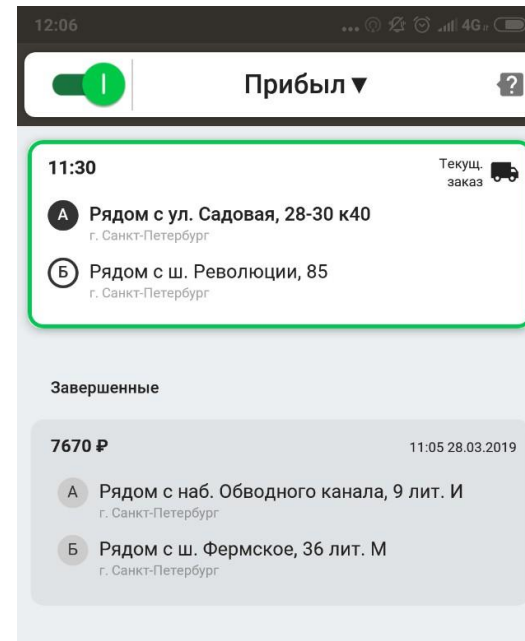 12:06
4G
Прибыл ▼
?
11:30
Текущ.
заказ
А Рядом с ул. Садовая, 28-30 к40
г. Санкт-Петербург
Б Рядом с ш. Революции, 85
г. Санкт-Петербург
Завершенные
7670 ₽
11:05 28.03.2019
А Рядом с наб. Обводного канала, 9 лит. И
г. Санкт-Петербург
Б Рядом с ш. Фермское, 36 лит. М
г. Санкт-Петербург